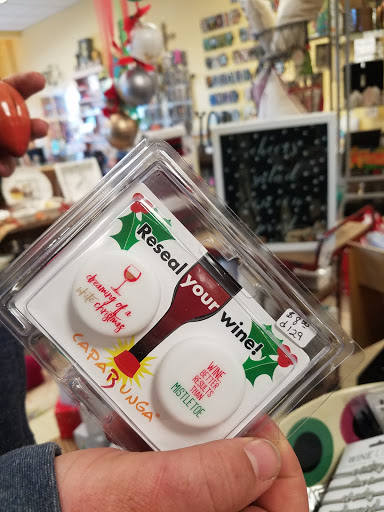 Reseal your wine!
dreaming of a
white christmas
CAPABUNGA
WINE
BETTER
RESULTS
THAN
MISTLETOE